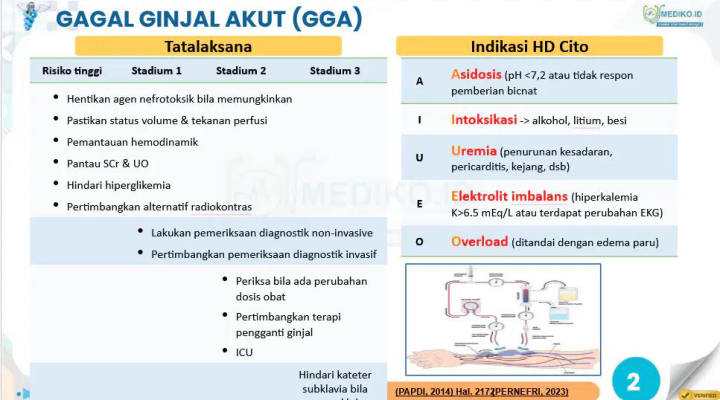 GAGAL GINJAL AKUT (GGA)
MEDIKO.ID
Tatalaksana
Risiko tinggi Stadium 1 Stadium 2 Stadium 3
• Hentikan agen nefrotoksik bila memungkinkan
• Pastikan status volume & tekanan perfusi
• Pemantauan hemodinamik
• Pantau SCr & UO
• Hindari hiperglikemia
• Pertimbangkan alternatif radiokontras
• Lakukan pemeriksaan diagnostik non-invasive
• Pertimbangkan pemeriksaan diagnostik invasif
• Periksa bila ada perubahan
dosis obat
• Pertimbangkan terapi
pengganti ginjal
• ICU
Hindari kateter
subklavia bila
Indikasi HD Cito
A Asidosis (pH <7,2 atau tidak respon
pemberian bicnat
I Intoksikasi -> alkohol, litium, besi
U Uremia (penurunan kesadaran,
pericarditis, kejang, dsb)
E Elektrolit imbalans (hiperkalemia
K>6.5 mEq/L atau terdapat perubahan EKG)
O Overload (ditandai dengan edema paru)
MEDIKO.ID
(PAPDI, 2014) Hal. 2172
(PERNEFRI, 2023)
2
VERIFIED